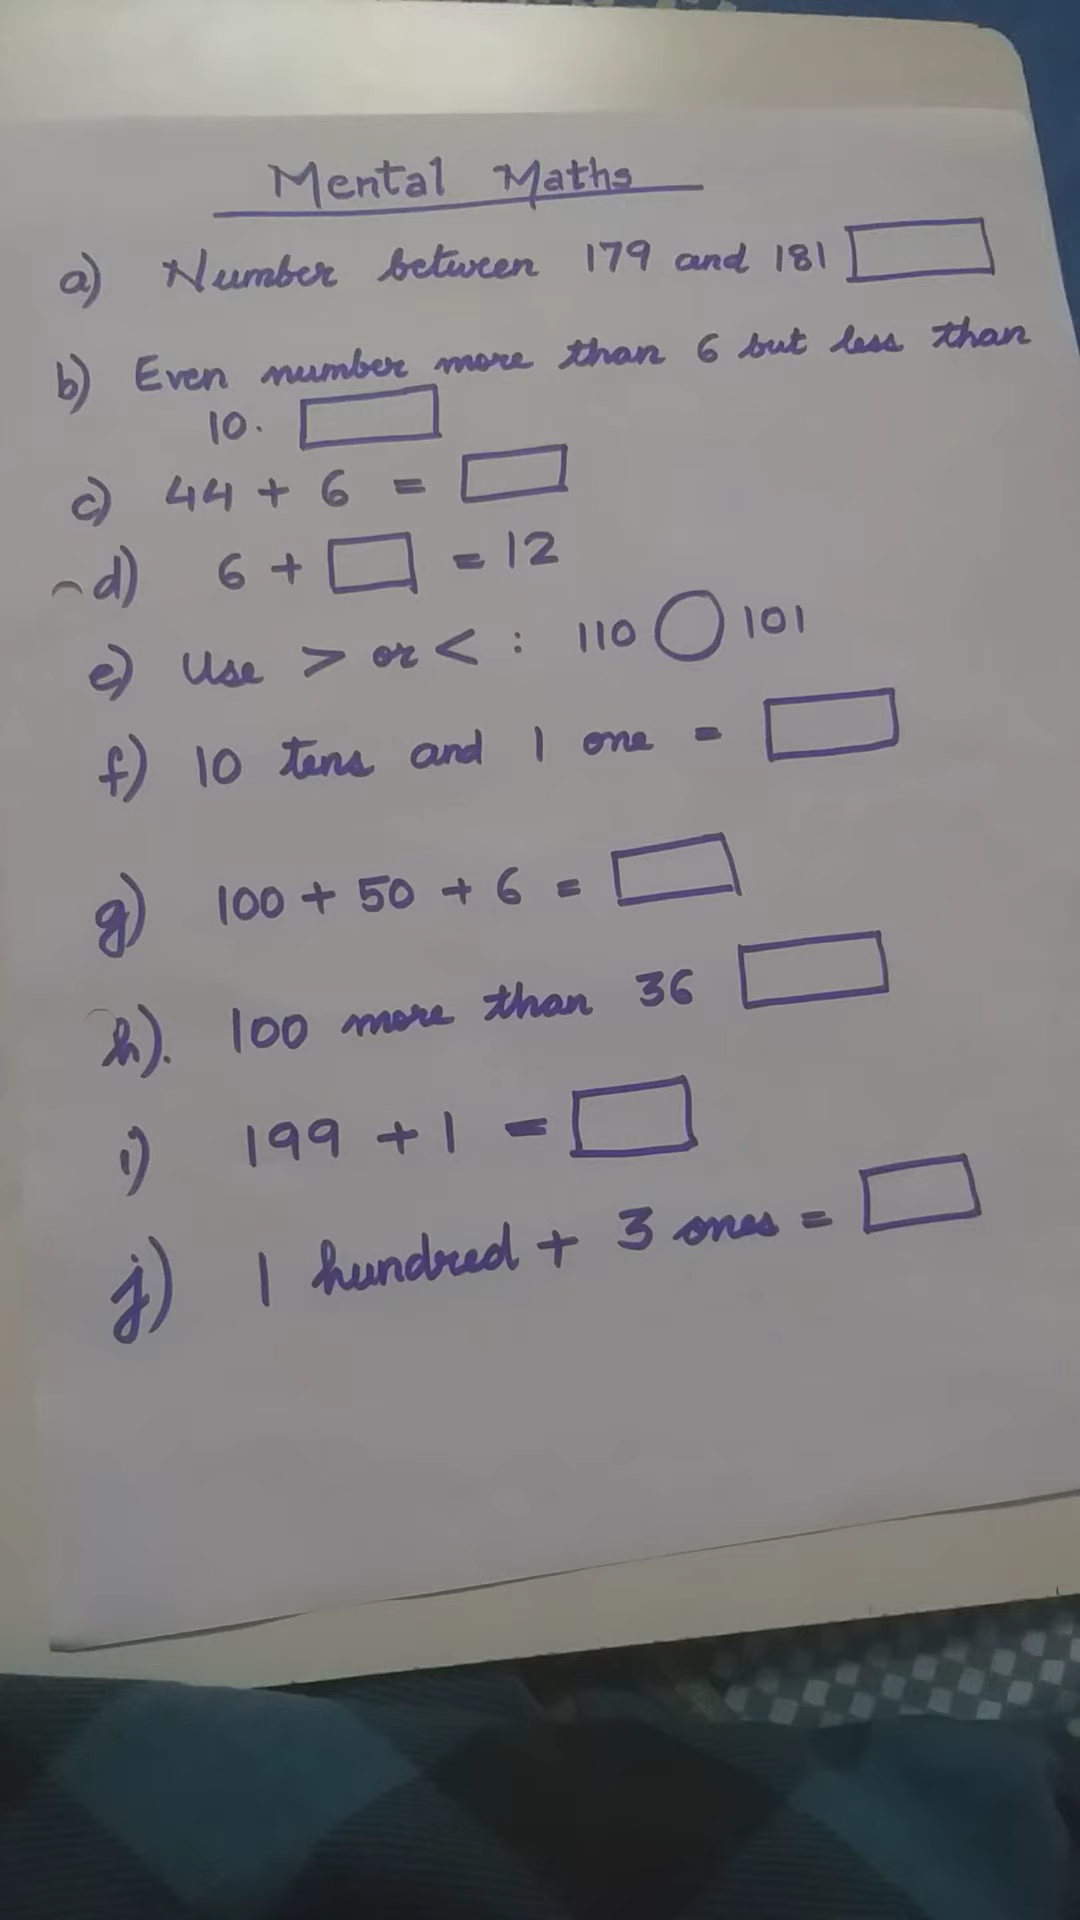 Mental Maths
a) Number between 179 and 181
b) Even number more than 6 but less than
10.
c) 44 + 6 =
d) 6 + = 12
e) Use > or < : 110 101
f) 10 tens and 1 one =
g) 100 + 50 + 6 =
h). 100 more than 36
i) 199 + 1 =
j) 1 hundred + 3 ones =